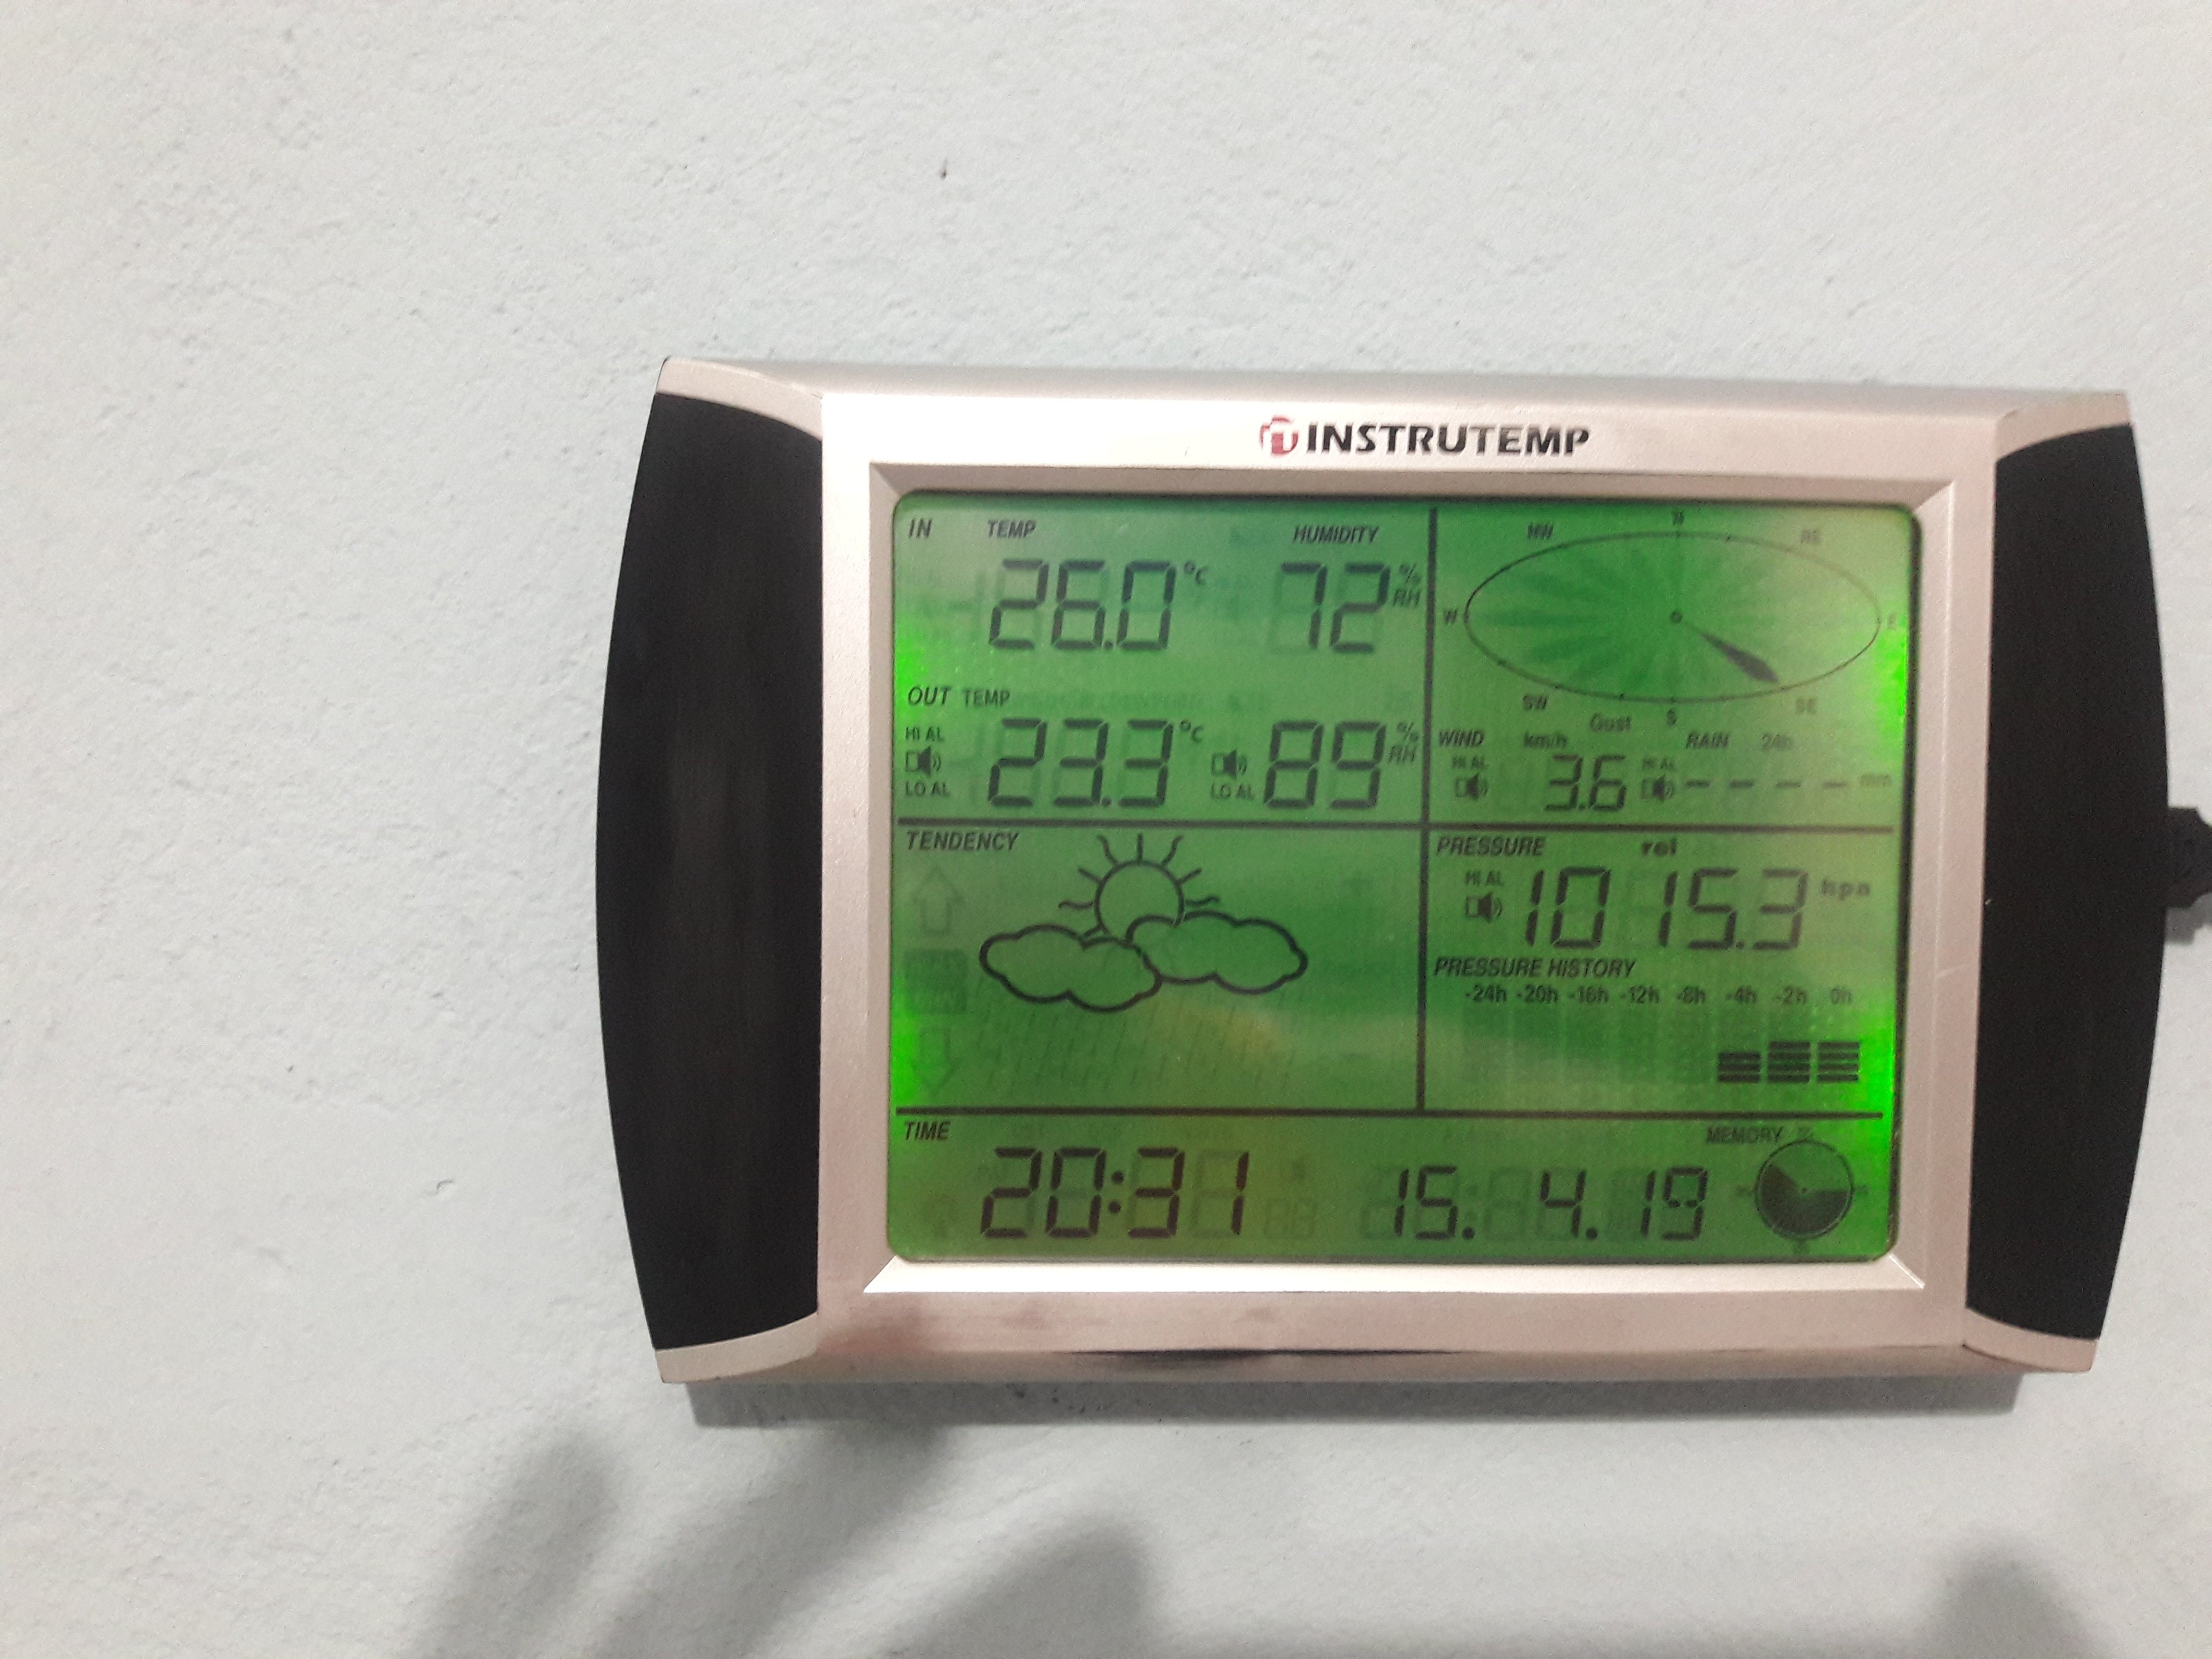 INSTRUTEMP
IN TEMP HUMIDITY
26.0 °C 72 % RH
OUT TEMP
HI AL
23.3 °C 89 % RH
LO AL LO AL
NW N NE
W E
SW S SE
Gust
WIND km/h RAIN 24h
HI AL 3.6 HI AL - - - - mm
TENDENCY
PRESSURE rel
HI AL 1015.3 hpa
PRESSURE HISTORY
-24h -20h -16h -12h -8h -4h -2h 0h
TIME MEMORY
20:31 15. 4. 19